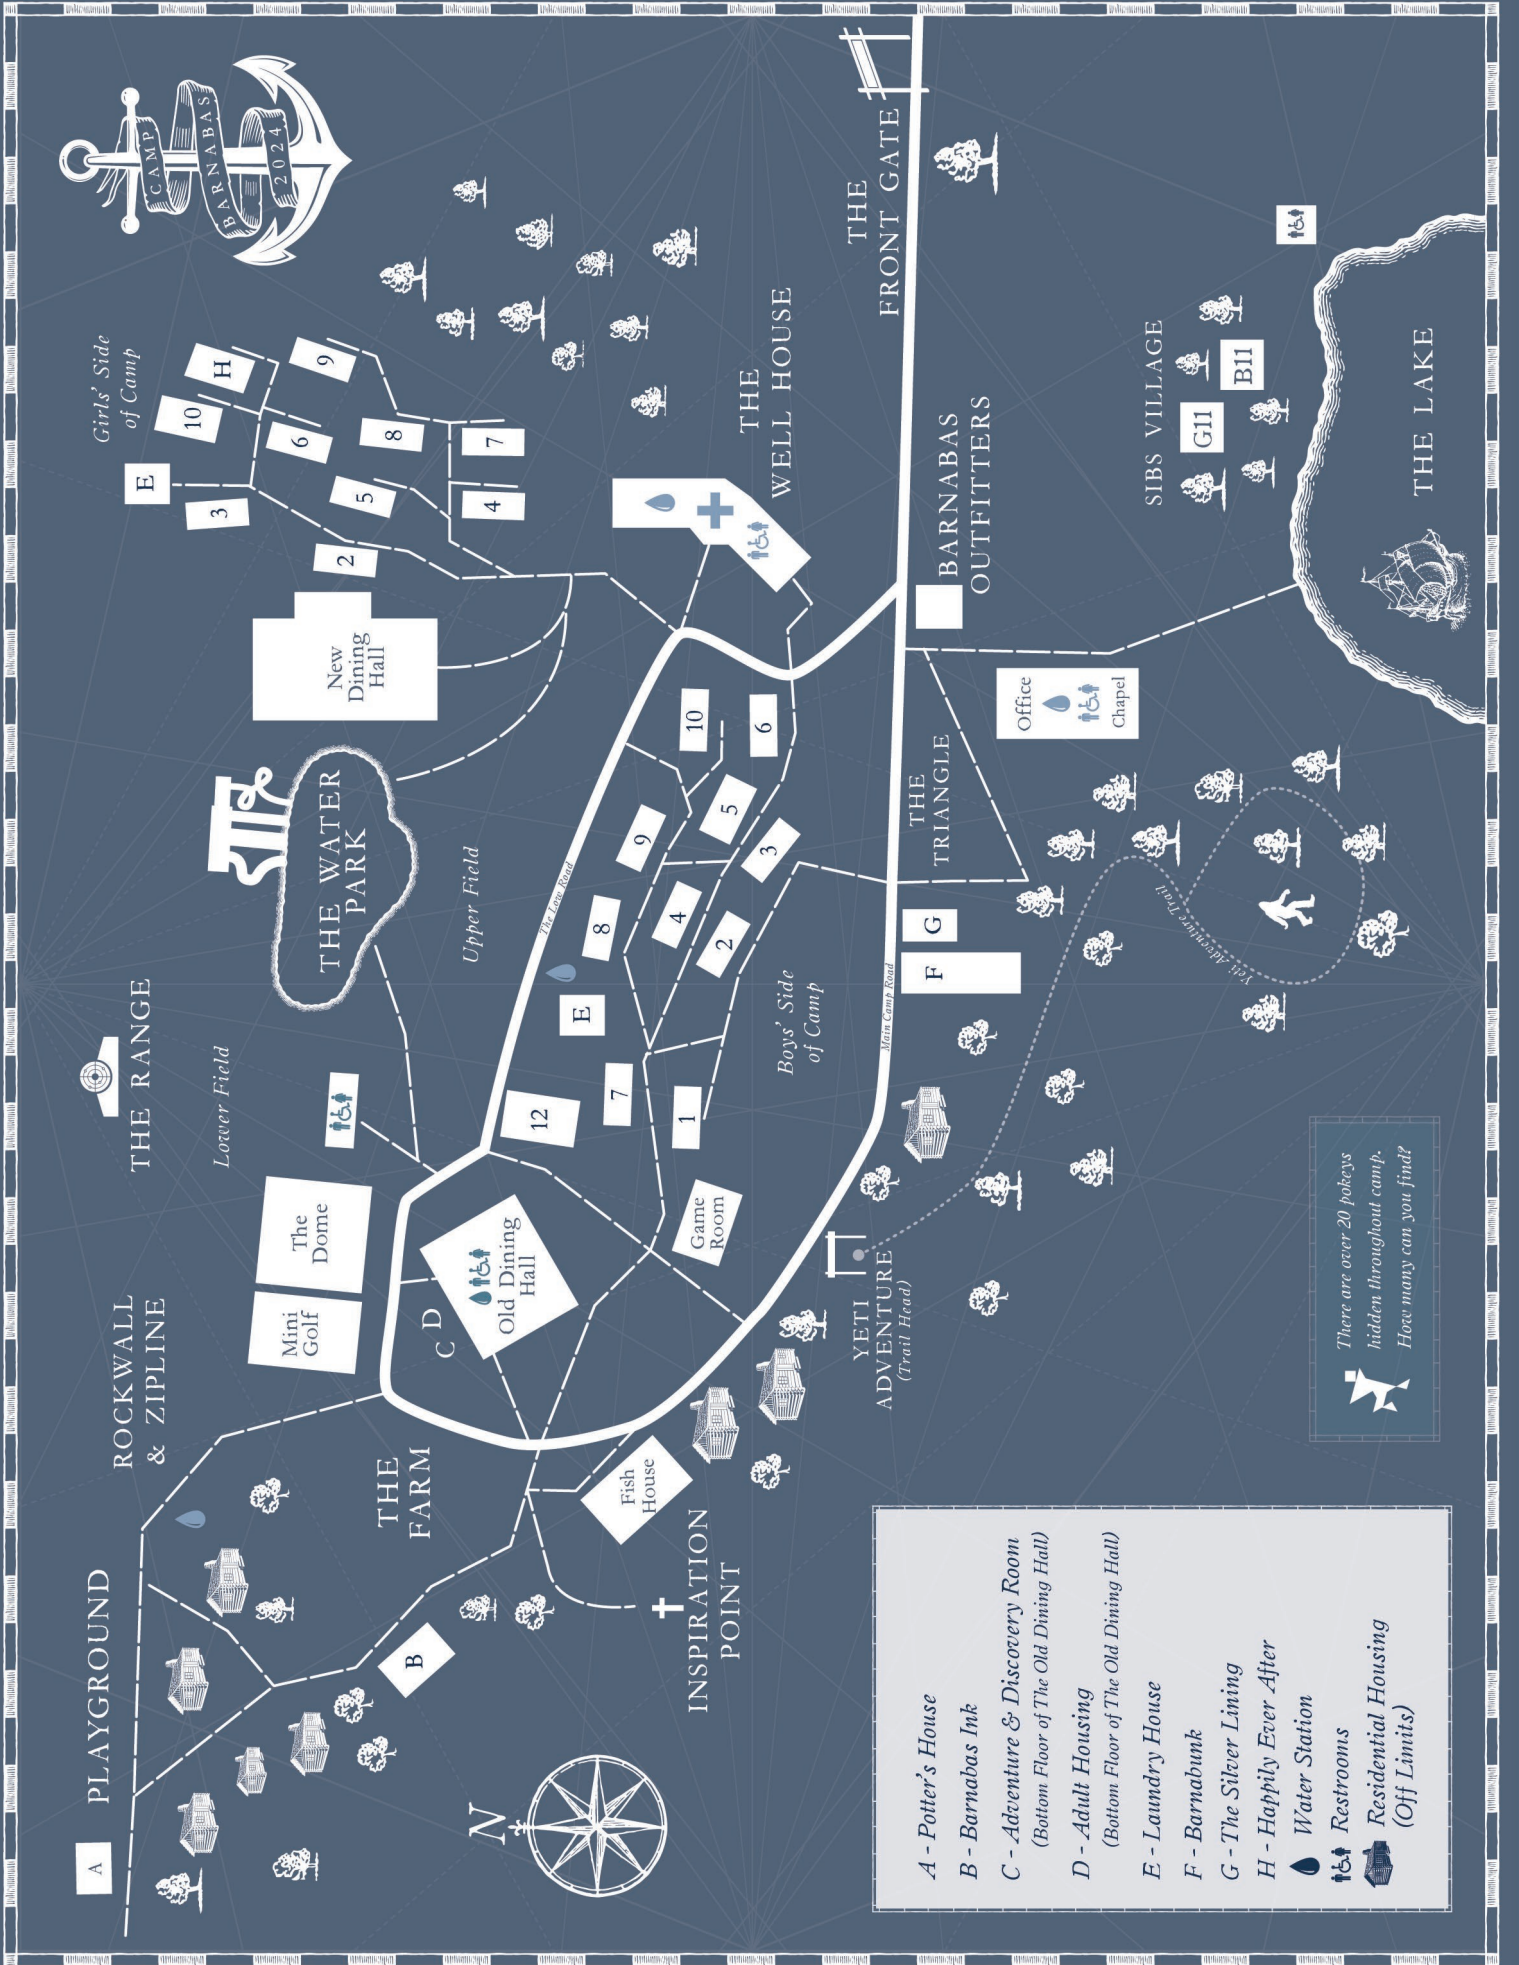 PLAYGROUND
A
ROCKWALL
& ZIPLINE
THE RANGE
Lower Field
Girls' Side
of Camp
CAMP
BARNABAS
2024
E
10
H
3
6
9
2
5
8
4
7
Mini
Golf
The
Dome
THE WATER
PARK
New
Dining
Hall
THE
FARM
B
C
D
Old Dining
Hall
Upper Field
The Low Road
N
12
E
8
9
10
7
4
5
6
1
2
3
Game
Room
Fish
House
INSPIRATION
POINT
Boys' Side
of Camp
THE
WELL HOUSE
THE
FRONT GATE
YETI
ADVENTURE
(Trail Head)
Main Camp Road
F
G
THE
TRIANGLE
BARNABAS
OUTFITTERS
Office
Chapel
SIBS VILLAGE
G11
B11
Yeti Adventure Trail
THE LAKE
A - Potter's House
B - Barnabas Ink
C - Adventure & Discovery Room
(Bottom Floor of The Old Dining Hall)
D - Adult Housing
(Bottom Floor of The Old Dining Hall)
E - Laundry House
F - Barnabunk
G - The Silver Lining
H - Happily Ever After
Water Station
Restrooms
Residential Housing
(Off Limits)
There are over 20 pokeys
hidden throughout camp.
How many can you find?